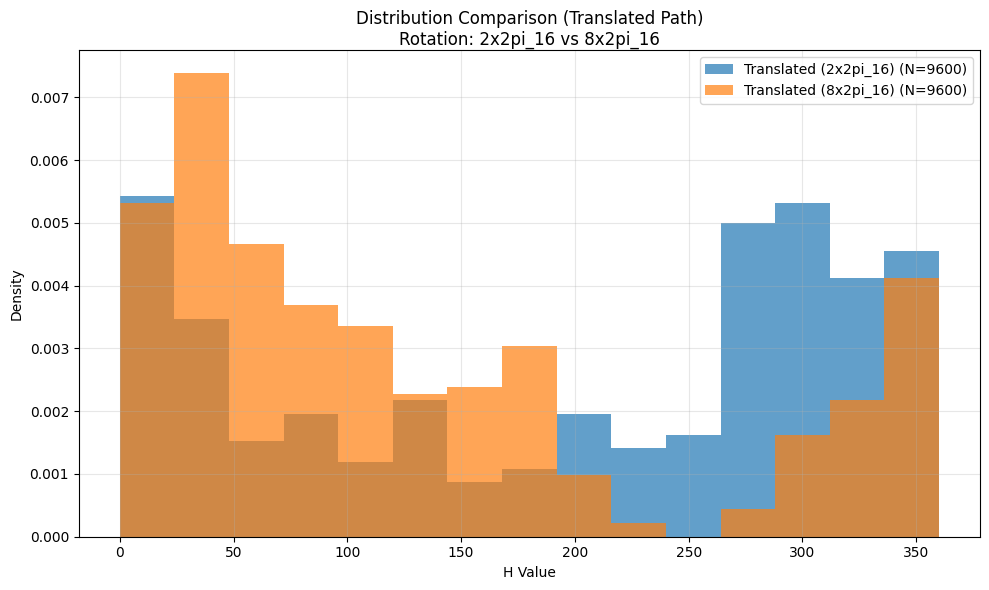 Distribution Comparison (Translated Path)
Rotation: 2x2pi_16 vs 8x2pi_16
Translated (2x2pi_16) (N=9600)
Translated (8x2pi_16) (N=9600)
Density
0.007
0.006
0.005
0.004
0.003
0.002
0.001
0.000
0 50 100 150 200 250 300 350
H Value